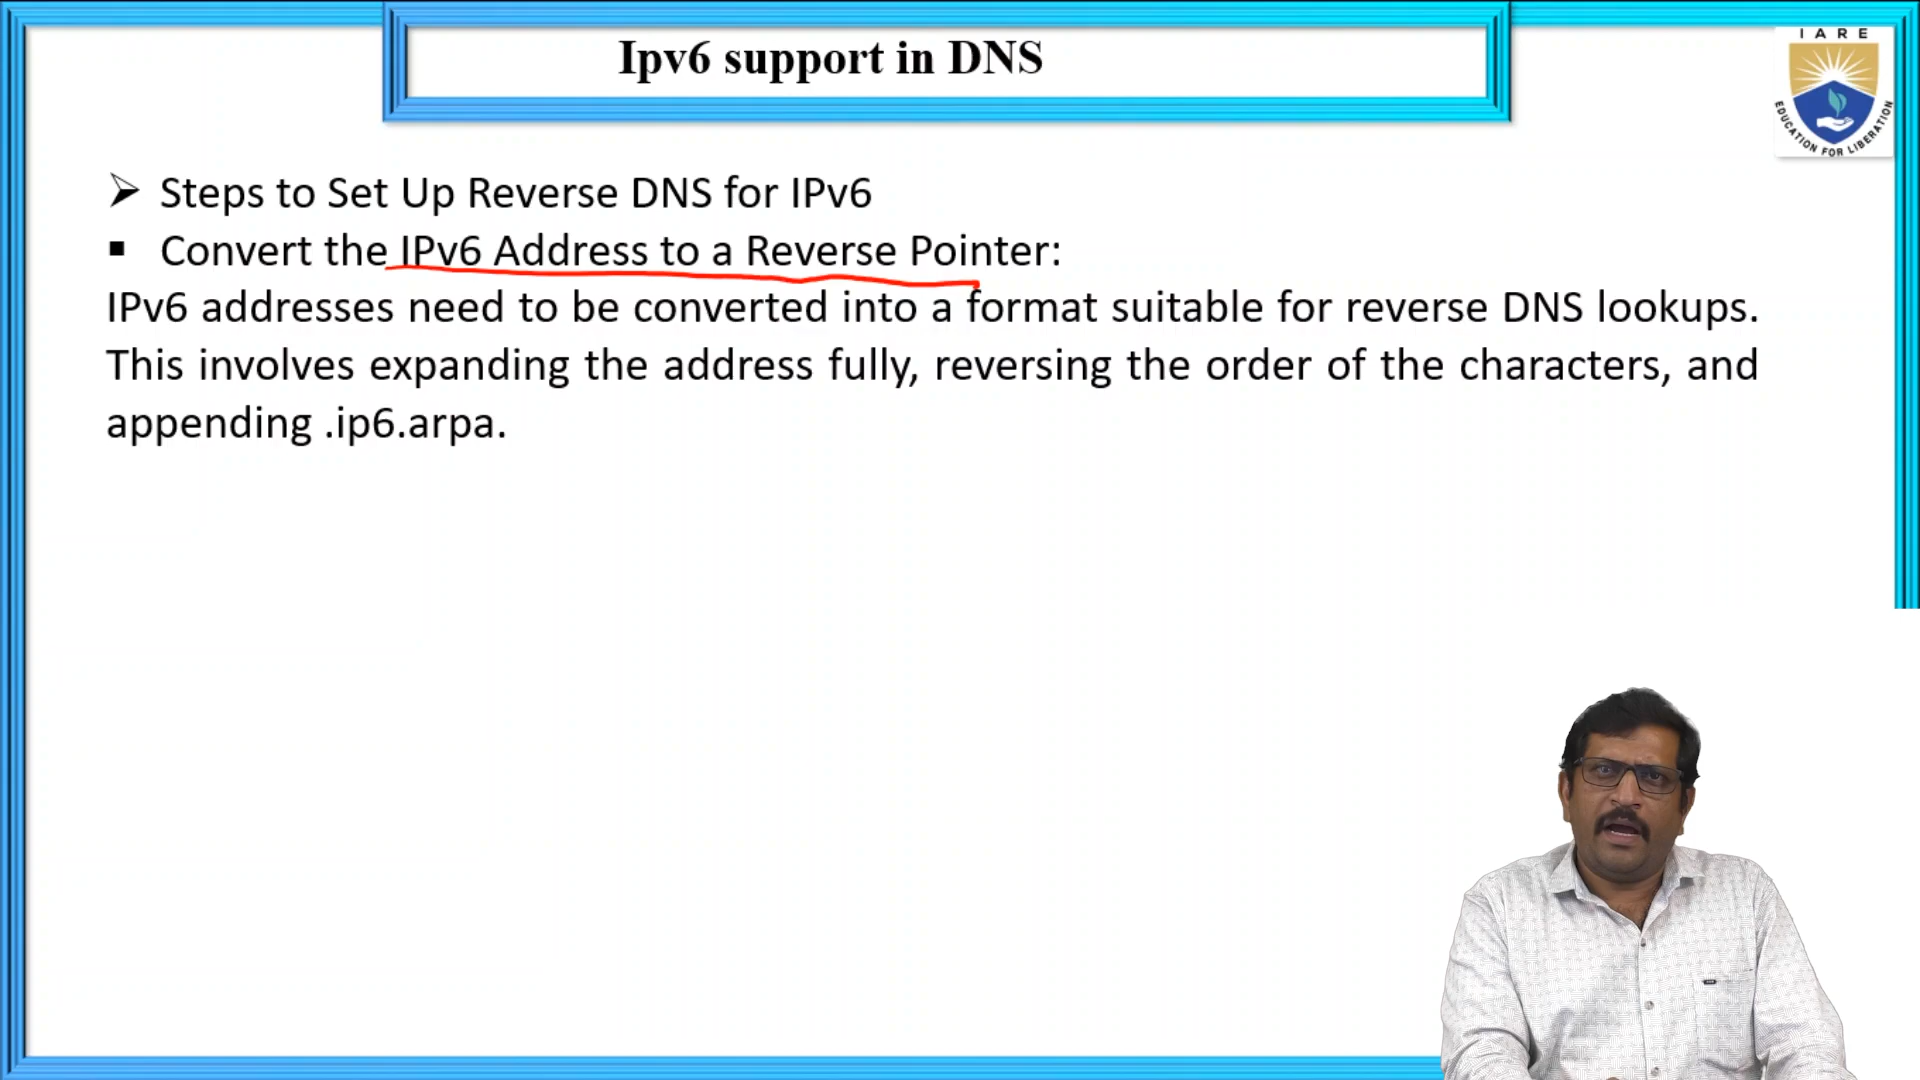 Ipv6 support in DNS
I A R E
EDUCATION FOR LIBERATION
➢ Steps to Set Up Reverse DNS for IPv6
▪ Convert the IPv6 Address to a Reverse Pointer:
IPv6 addresses need to be converted into a format suitable for reverse DNS lookups.
This involves expanding the address fully, reversing the order of the characters, and
appending .ip6.arpa.